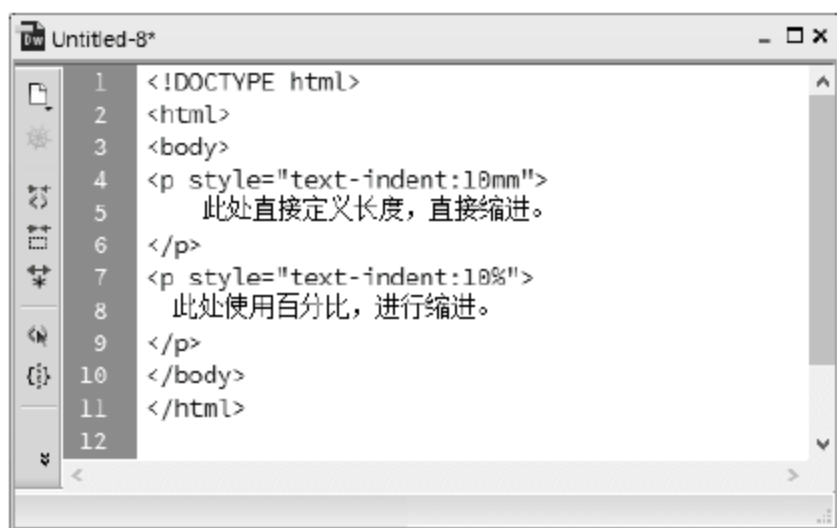 Dw Untitled-8*
1 <!DOCTYPE html>
2 <html>
3 <body>
4 <p style="text-indent:10mm">
5 此处直接定义长度，直接缩进。
6 </p>
7 <p style="text-indent:10%">
8 此处使用百分比，进行缩进。
9 </p>
10 </body>
11 </html>
12